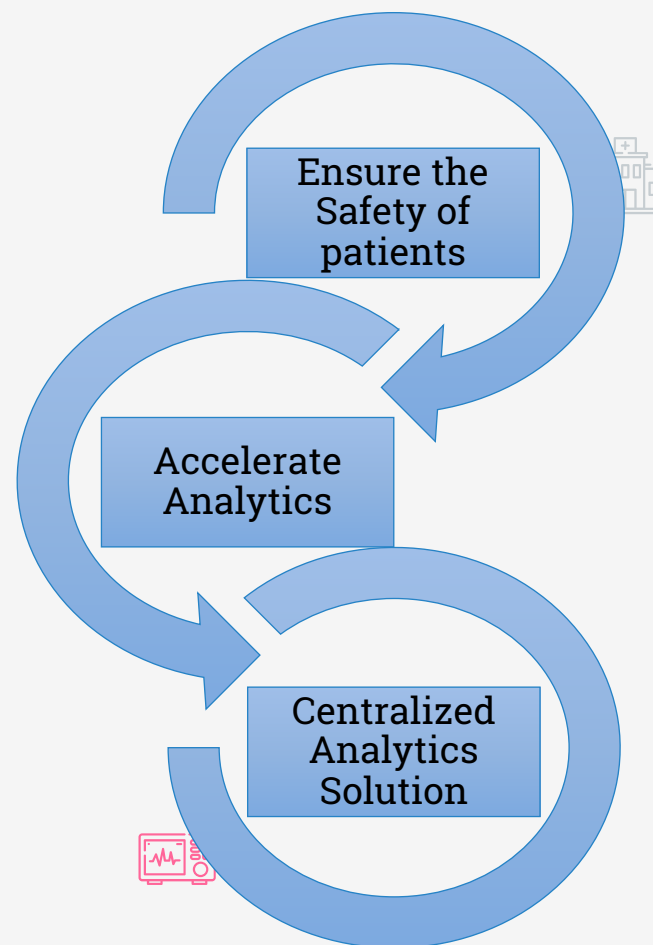 Ensure the
Safety of
patients
Accelerate
Analytics
Centralized
Analytics
Solution